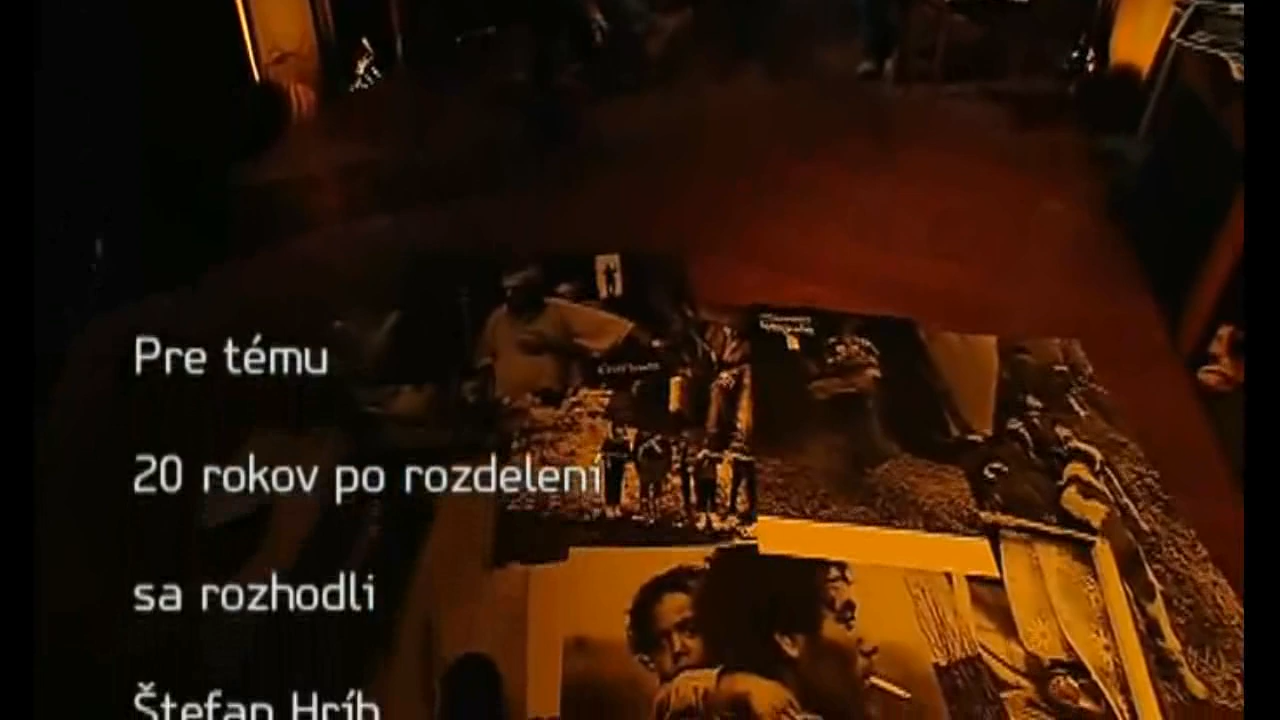 Pre tému
20 rokov po rozdelení
sa rozhodli
Štefan Hríb